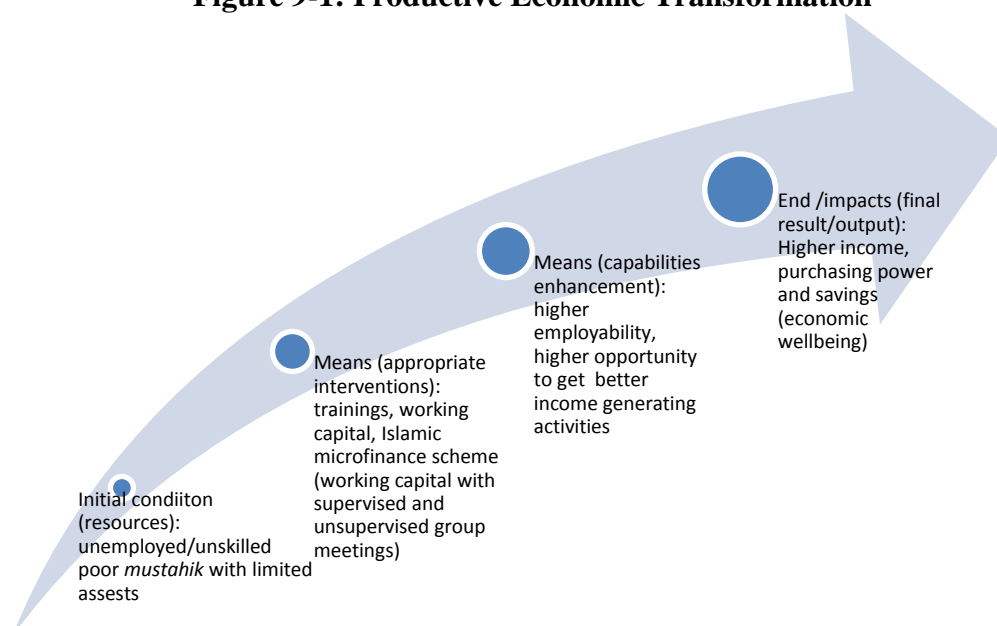 Figure 9-1: Productive Economic Transformation
End /impacts (final
result/output):
Higher income,
purchasing power
and savings
(economic
wellbeing)
Means (capabilities
enhancement):
higher
employability,
higher opportunity
to get  better
income generating
activities
Means (appropriate
interventions):
trainings, working
capital, Islamic
microfinance scheme
(working capital with
supervised and
unsupervised group
meetings)
Initial condiiton
(resources):
unemployed/unskilled
poor mustahik with limited
assests